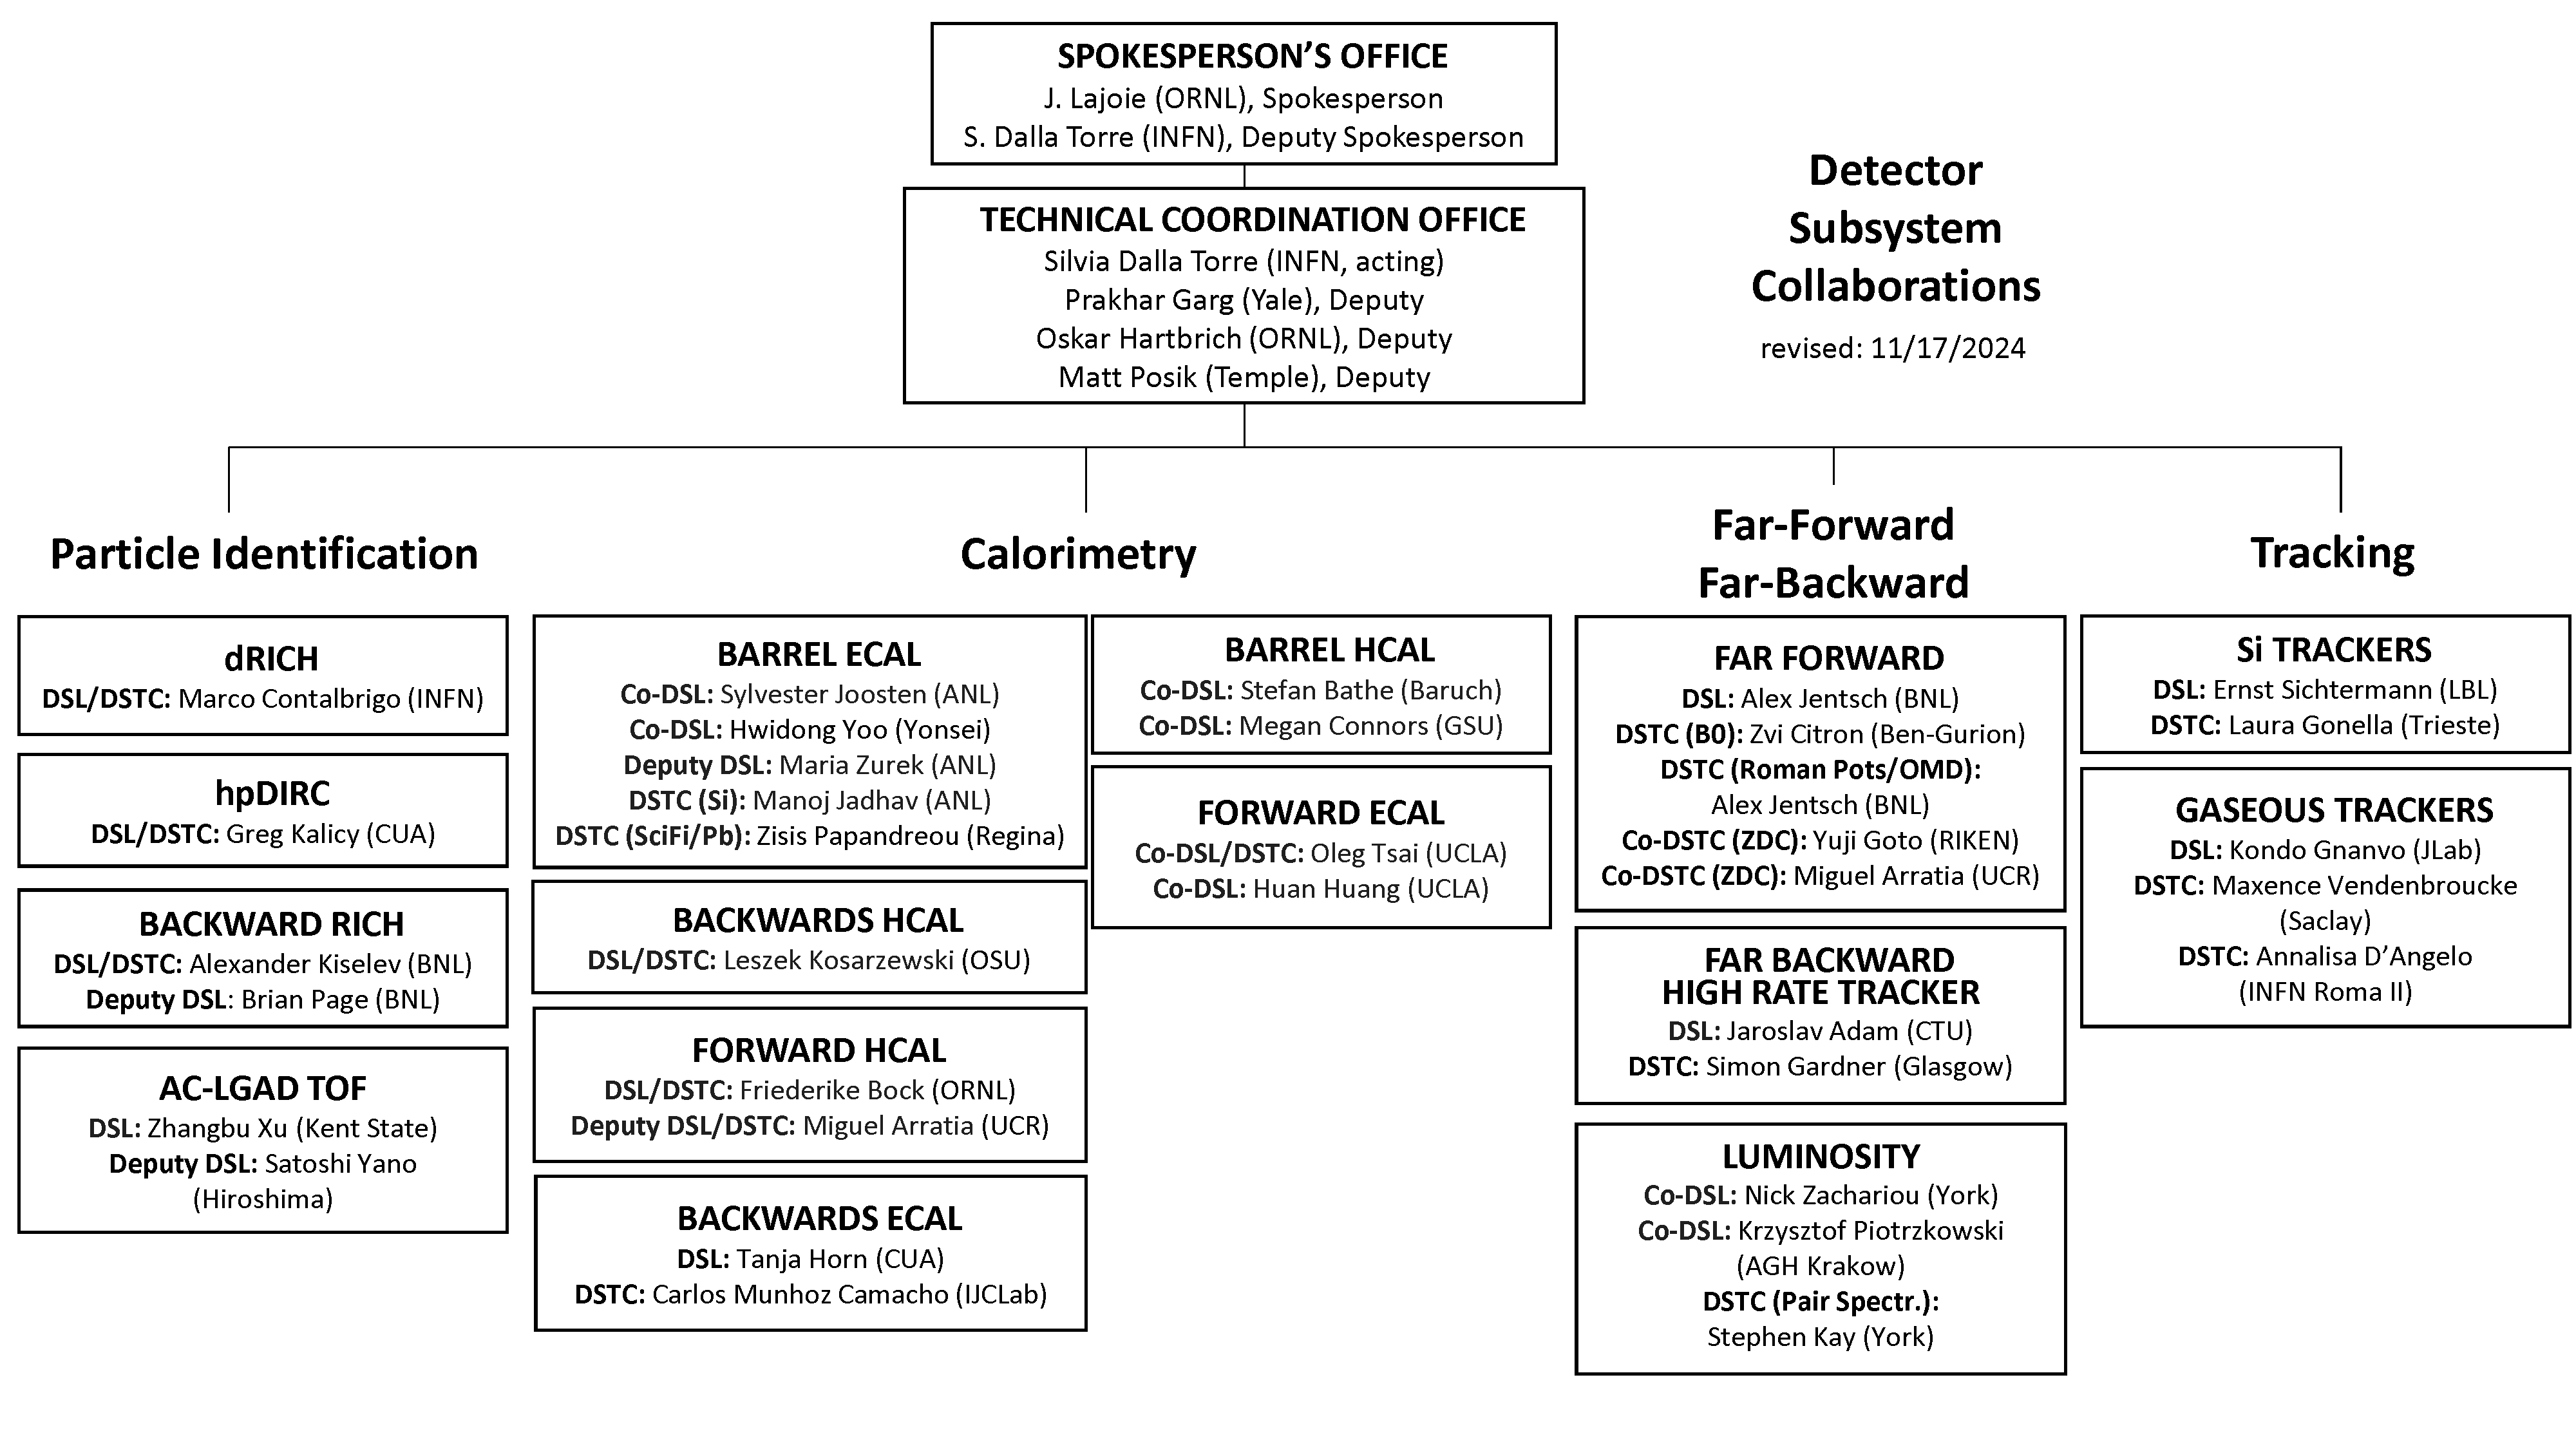 SPOKESPERSON’S OFFICE
J. Lajoie (ORNL), Spokesperson
S. Dalla Torre (INFN), Deputy Spokesperson
TECHNICAL COORDINATION OFFICE
Silvia Dalla Torre (INFN, acting)
Prakhar Garg (Yale), Deputy
Oskar Hartbrich (ORNL), Deputy
Matt Posik (Temple), Deputy
Detector
Subsystem
Collaborations
revised: 11/17/2024
Particle Identification
dRICH
DSL/DSTC: Marco Contalbrigo (INFN)
hpDIRC
DSL/DSTC: Greg Kalicy (CUA)
BACKWARD RICH
DSL/DSTC: Alexander Kiselev (BNL)
Deputy DSL: Brian Page (BNL)
AC-LGAD TOF
DSL: Zhangbu Xu (Kent State)
Deputy DSL: Satoshi Yano
(Hiroshima)
Calorimetry
BARREL ECAL
Co-DSL: Sylvester Joosten (ANL)
Co-DSL: Hwidong Yoo (Yonsei)
Deputy DSL: Maria Zurek (ANL)
DSTC (Si): Manoj Jadhav (ANL)
DSTC (SciFi/Pb): Zisis Papandreou (Regina)
BACKWARDS HCAL
DSL/DSTC: Leszek Kosarzewski (OSU)
FORWARD HCAL
DSL/DSTC: Friederike Bock (ORNL)
Deputy DSL/DSTC: Miguel Arratia (UCR)
BACKWARDS ECAL
DSL: Tanja Horn (CUA)
DSTC: Carlos Munhoz Camacho (IJCLab)
BARREL HCAL
Co-DSL: Stefan Bathe (Baruch)
Co-DSL: Megan Connors (GSU)
FORWARD ECAL
Co-DSL/DSTC: Oleg Tsai (UCLA)
Co-DSL: Huan Huang (UCLA)
Far-Forward
Far-Backward
FAR FORWARD
DSL: Alex Jentsch (BNL)
DSTC (B0): Zvi Citron (Ben-Gurion)
DSTC (Roman Pots/OMD):
Alex Jentsch (BNL)
Co-DSTC (ZDC): Yuji Goto (RIKEN)
Co-DSTC (ZDC): Miguel Arratia (UCR)
FAR BACKWARD
HIGH RATE TRACKER
DSL: Jaroslav Adam (CTU)
DSTC: Simon Gardner (Glasgow)
LUMINOSITY
Co-DSL: Nick Zachariou (York)
Co-DSL: Krzysztof Piotrzkowski
(AGH Krakow)
DSTC (Pair Spectr.):
Stephen Kay (York)
Tracking
Si TRACKERS
DSL: Ernst Sichtermann (LBL)
DSTC: Laura Gonella (Trieste)
GASEOUS TRACKERS
DSL: Kondo Gnanvo (JLab)
DSTC: Maxence Vendenbroucke
(Saclay)
DSTC: Annalisa D’Angelo
(INFN Roma II)